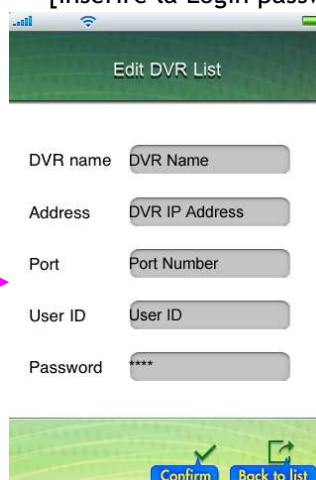 [Inserire la Login passw
Edit DVR List
DVR name DVR Name
Address DVR IP Address
Port Port Number
User ID User ID
Password ****
Confirm Back to list